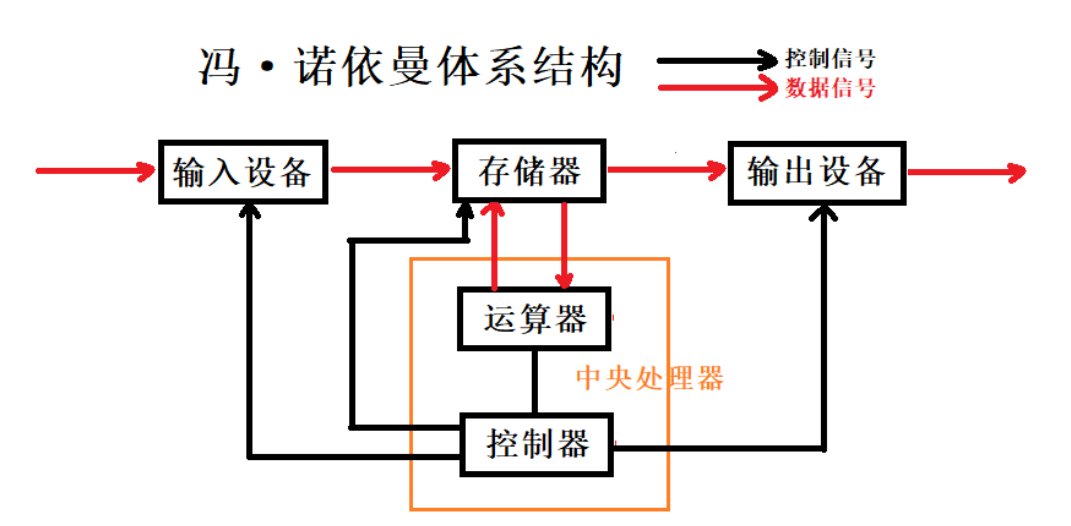 冯·诺依曼体系结构
控制信号
数据信号
输入设备
存储器
输出设备
运算器
中央处理器
控制器